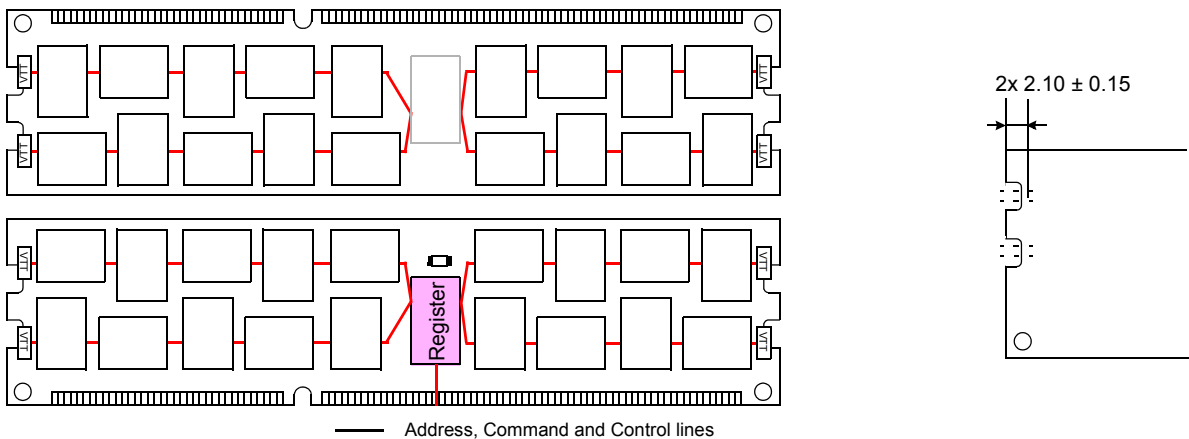 VTT
VTT
VTT
VTT
2x 2.10 ± 0.15
VTT
VTT
Register
VTT
VTT
Address, Command and Control lines